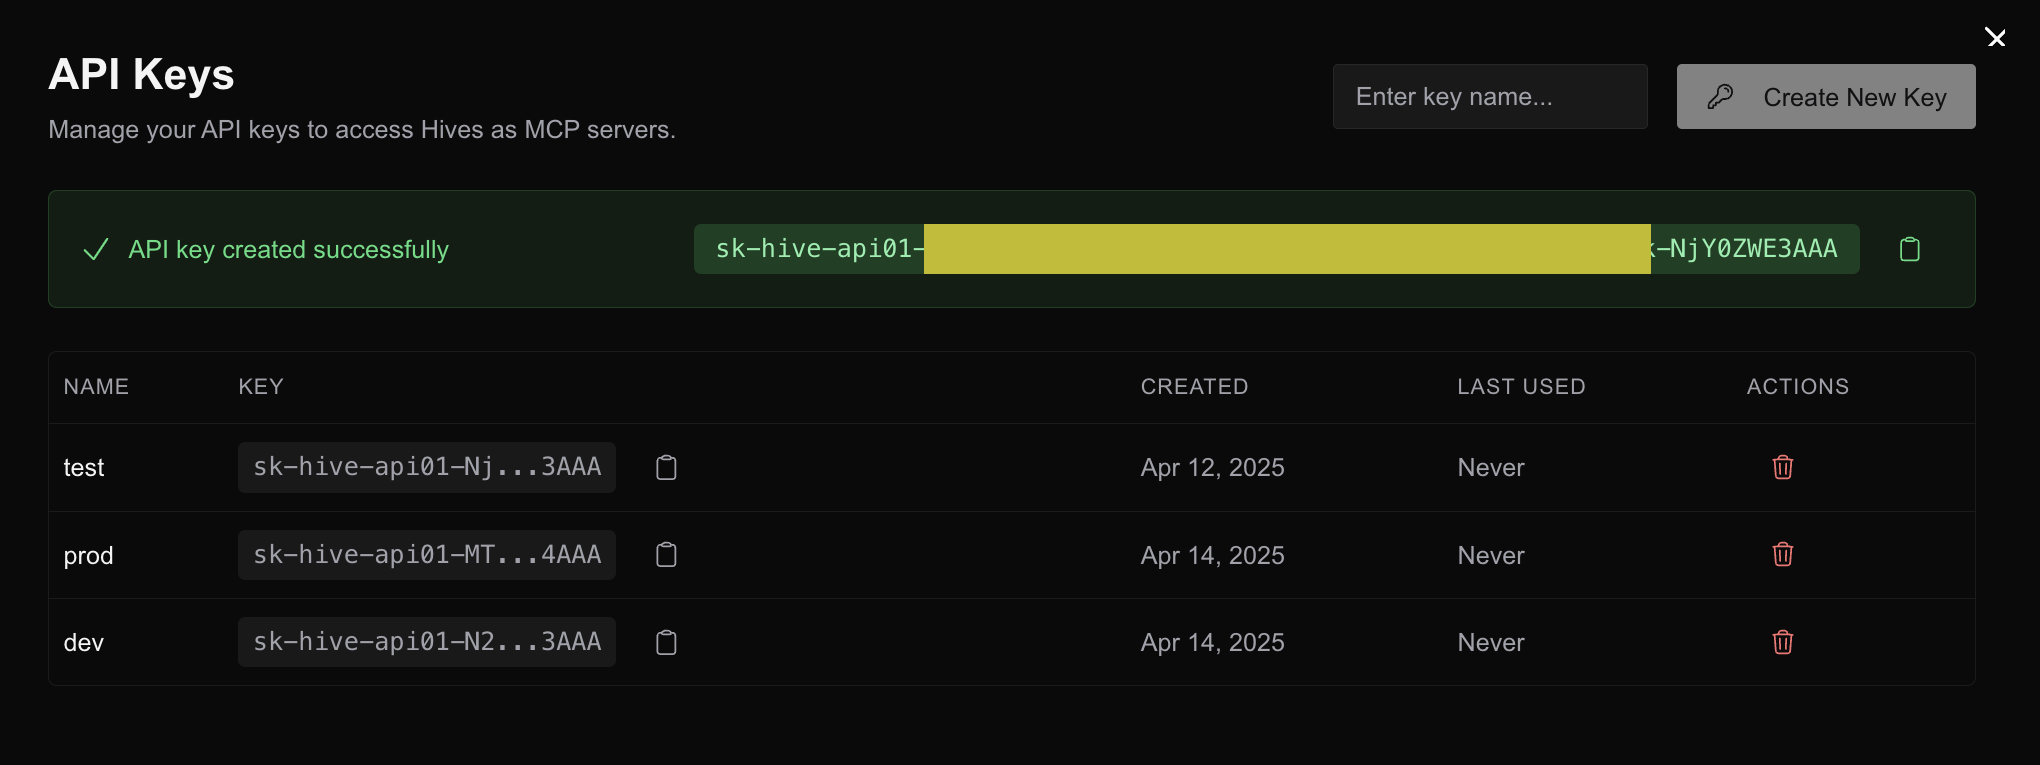 API Keys
Manage your API keys to access Hives as MCP servers.
Enter key name...
Create New Key
API key created successfully
sk-hive-api01-
-NjY0ZWE3AAA
NAME KEY CREATED LAST USED ACTIONS
test sk-hive-api01-Nj...3AAA Apr 12, 2025 Never
prod sk-hive-api01-MT...4AAA Apr 14, 2025 Never
dev sk-hive-api01-N2...3AAA Apr 14, 2025 Never